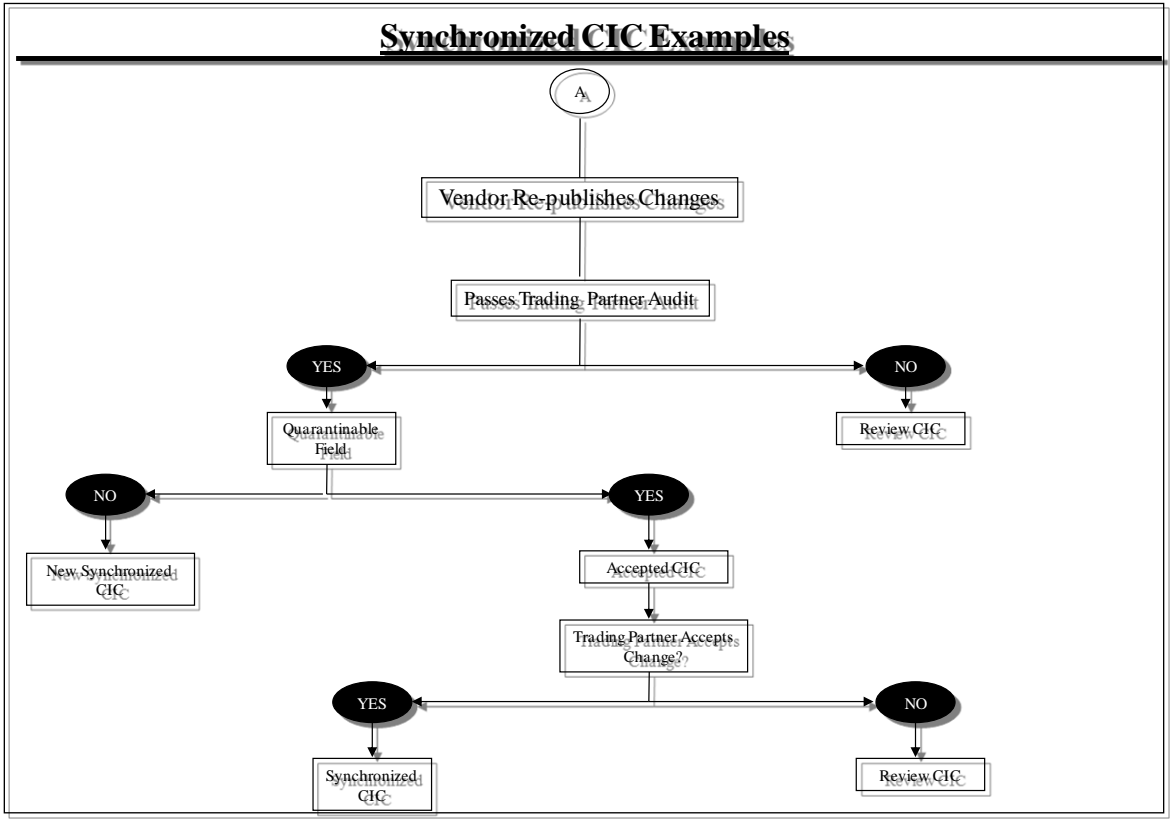 Synchronized CIC Examples
A
Vendor Re-publishes Changes
Passes Trading Partner Audit
YES
NO
Quarantinable
Field
Review CIC
NO
YES
New Synchronized
CIC
Accepted CIC
Trading Partner Accepts
Change?
YES
NO
Synchronized
CIC
Review CIC